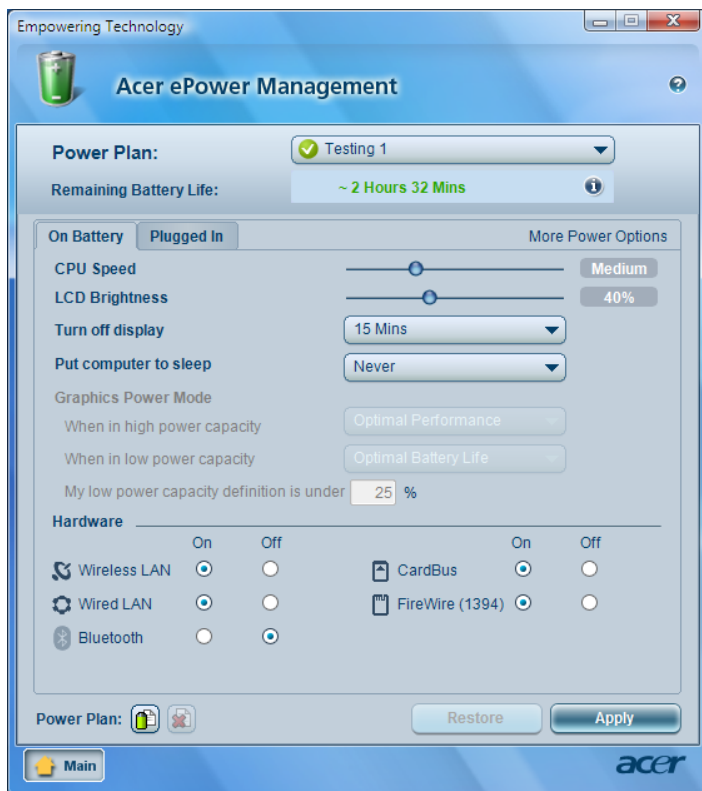 Empowering Technology
Acer ePower Management
Power Plan: Testing 1
Remaining Battery Life: ~ 2 Hours 32 Mins
On Battery Plugged In More Power Options
CPU Speed Medium
LCD Brightness 40%
Turn off display 15 Mins
Put computer to sleep Never
Graphics Power Mode
When in high power capacity Optimal Performance
When in low power capacity Optimal Battery Life
My low power capacity definition is under 25 %
Hardware
On Off On Off
Wireless LAN CardBus
Wired LAN FireWire (1394)
Bluetooth
Power Plan: Restore Apply
Main acer